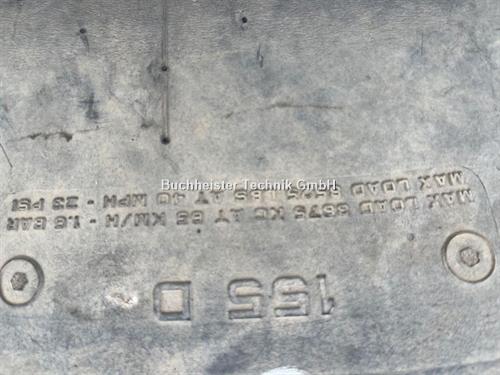 155 D
MAX LOAD 3875 KG AT 65 KM/H - 1.6 BAR
MAX LOAD LBS AT 40 MPH - 23 PSI
Buchheister Technik GmbH